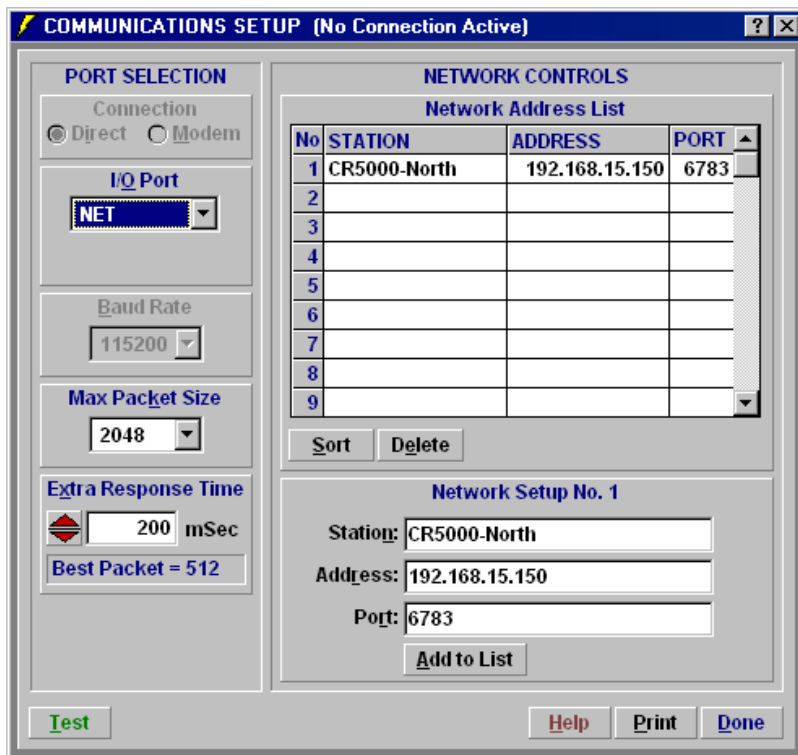 COMMUNICATIONS SETUP (No Connection Active)
PORT SELECTION
Connection
Direct Modem
I/O Port
NET
Baud Rate
115200
Max Packet Size
2048
Extra Response Time
200 mSec
Best Packet = 512
NETWORK CONTROLS
Network Address List
No STATION ADDRESS PORT
1 CR5000-North 192.168.15.150 6783
2
3
4
5
6
7
8
9
Sort Delete
Network Setup No. 1
Station: CR5000-North
Address: 192.168.15.150
Port: 6783
Add to List
Test Help Print Done